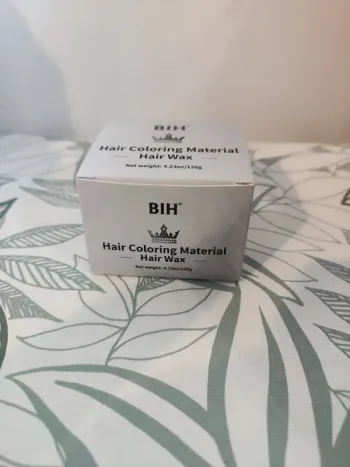 BIH®
Hair Coloring Material
Hair Wax
Net weight: 4.23oz/120g
BIH®
Hair Coloring Material
Hair Wax
Net weight: 4.23oz/120g